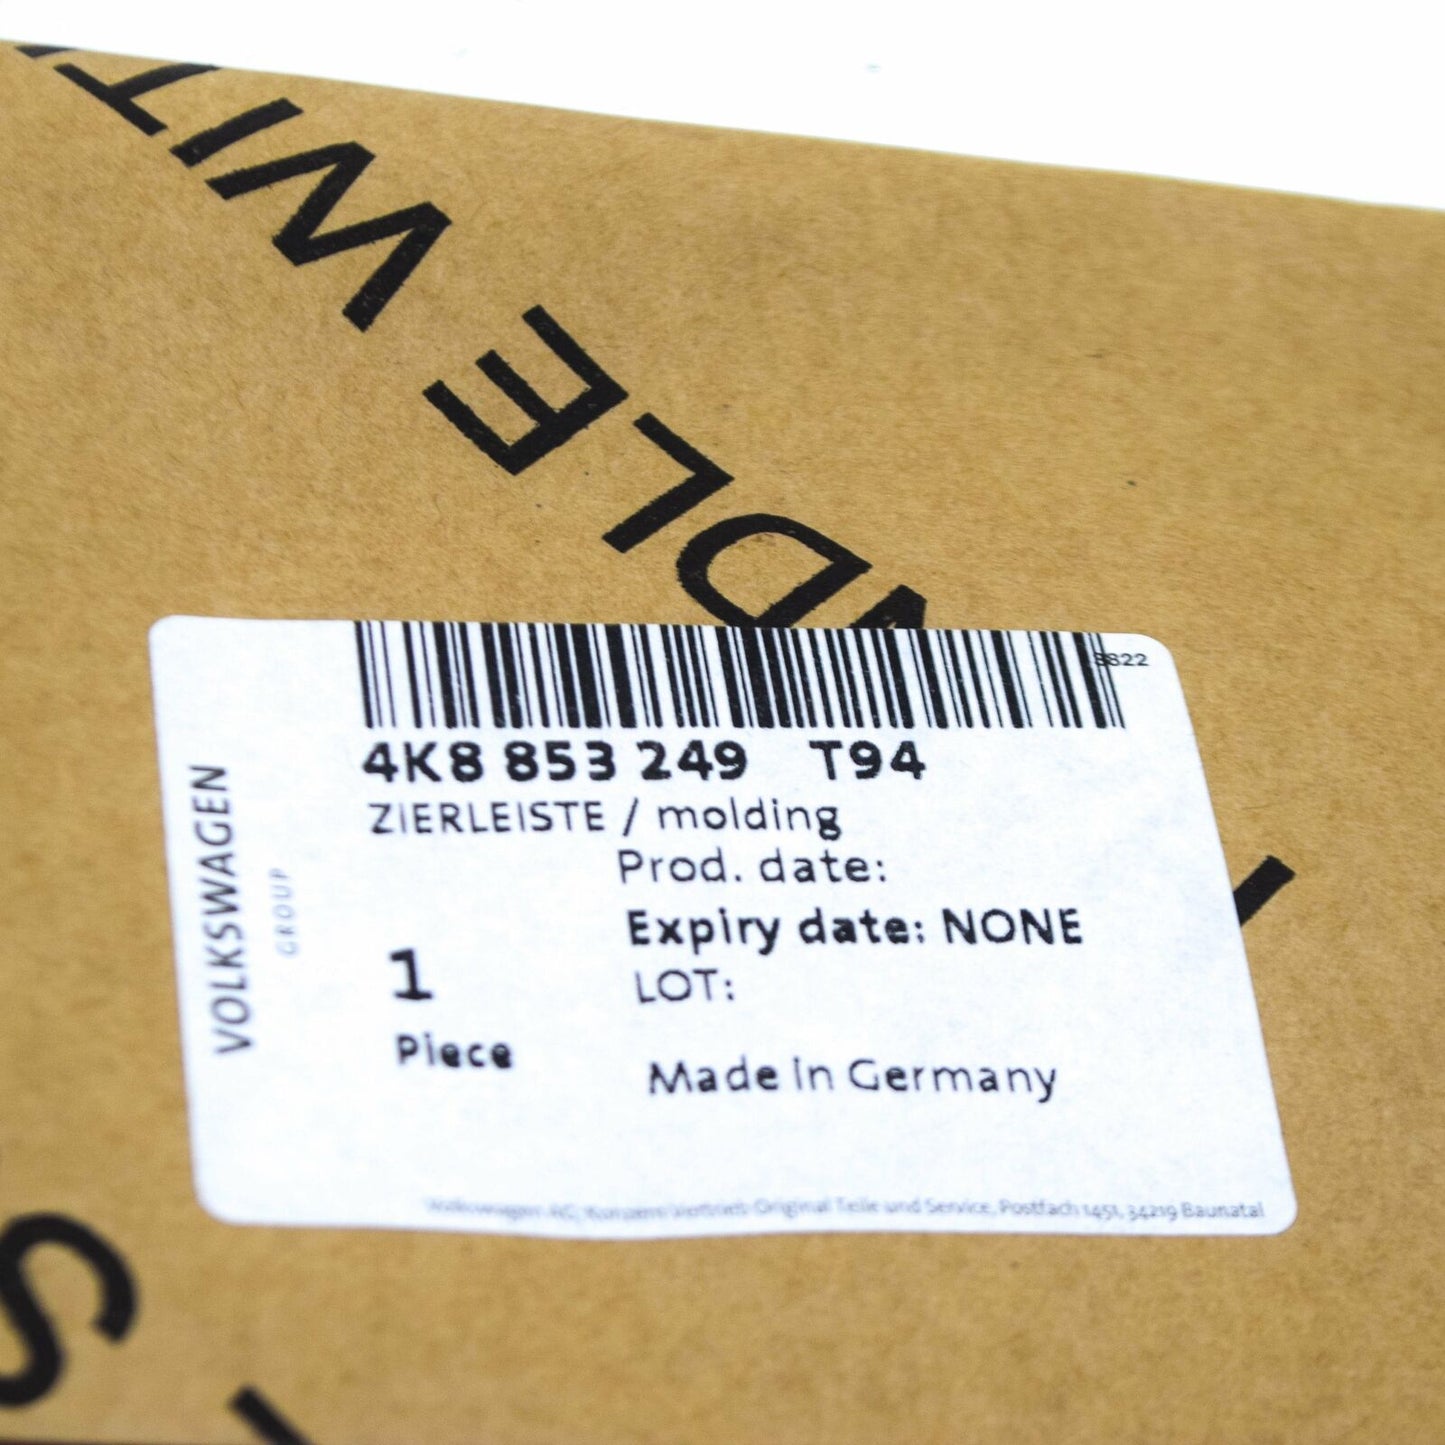 WIT
DLE
3822
4K8 853 249 T94
ZIERLEISTE / molding
Prod. date:
Expiry date: NONE
LOT:
1
Piece
Made in Germany
VOLKSWAGEN
GROUP
Volkswagen AG, Konzern Vertrieb Original Teile und Service, Postfach 1451, 34219 Baunatal
S